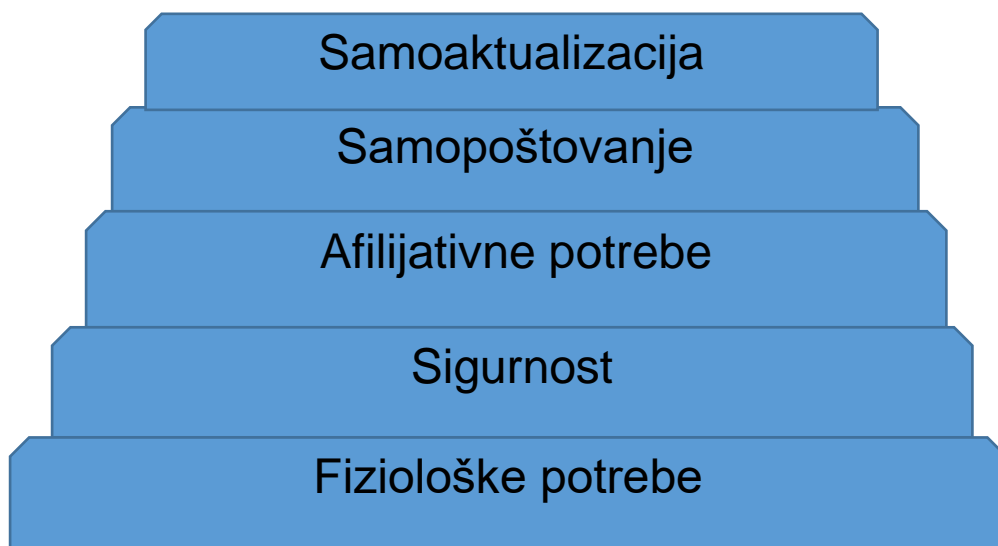 Samoaktualizacija
Samopoštovanje
Afilijativne potrebe
Sigurnost
Fiziološke potrebe